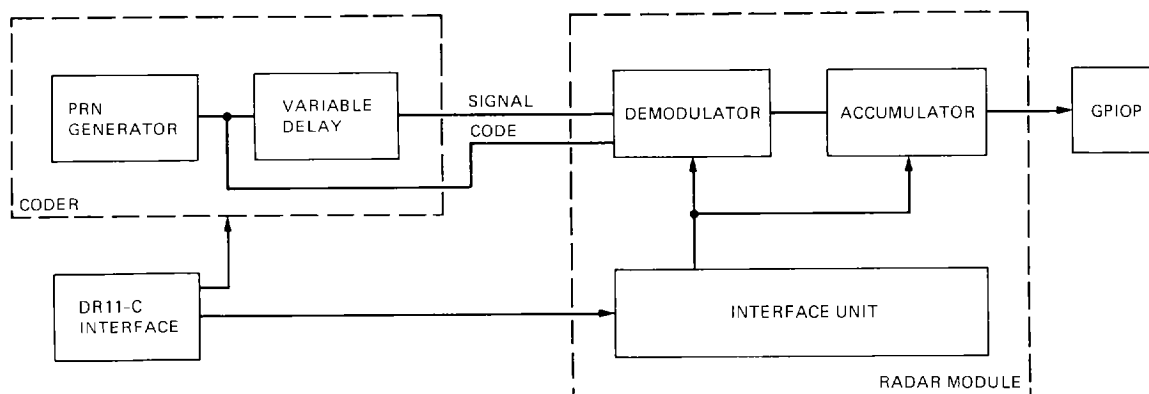 PRN
GENERATOR
VARIABLE
DELAY
SIGNAL
CODE
DEMODULATOR
ACCUMULATOR
GPIOP
CODER
DR11-C
INTERFACE
INTERFACE UNIT
RADAR MODULE